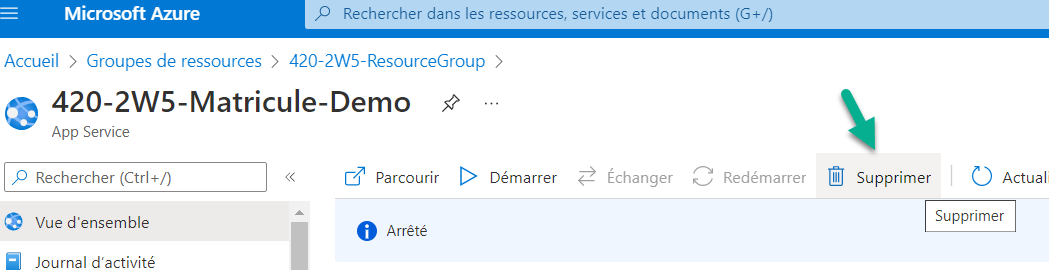 Microsoft Azure
Rechercher dans les ressources, services et documents (G+/)
Accueil > Groupes de ressources > 420-2W5-ResourceGroup >
420-2W5-Matricule-Demo ...
App Service
Rechercher (Ctrl+/) «
Parcourir Démarrer Échanger Redémarrer Supprimer Actuali
Vue d'ensemble
Supprimer
Arrêté
Journal d’activité